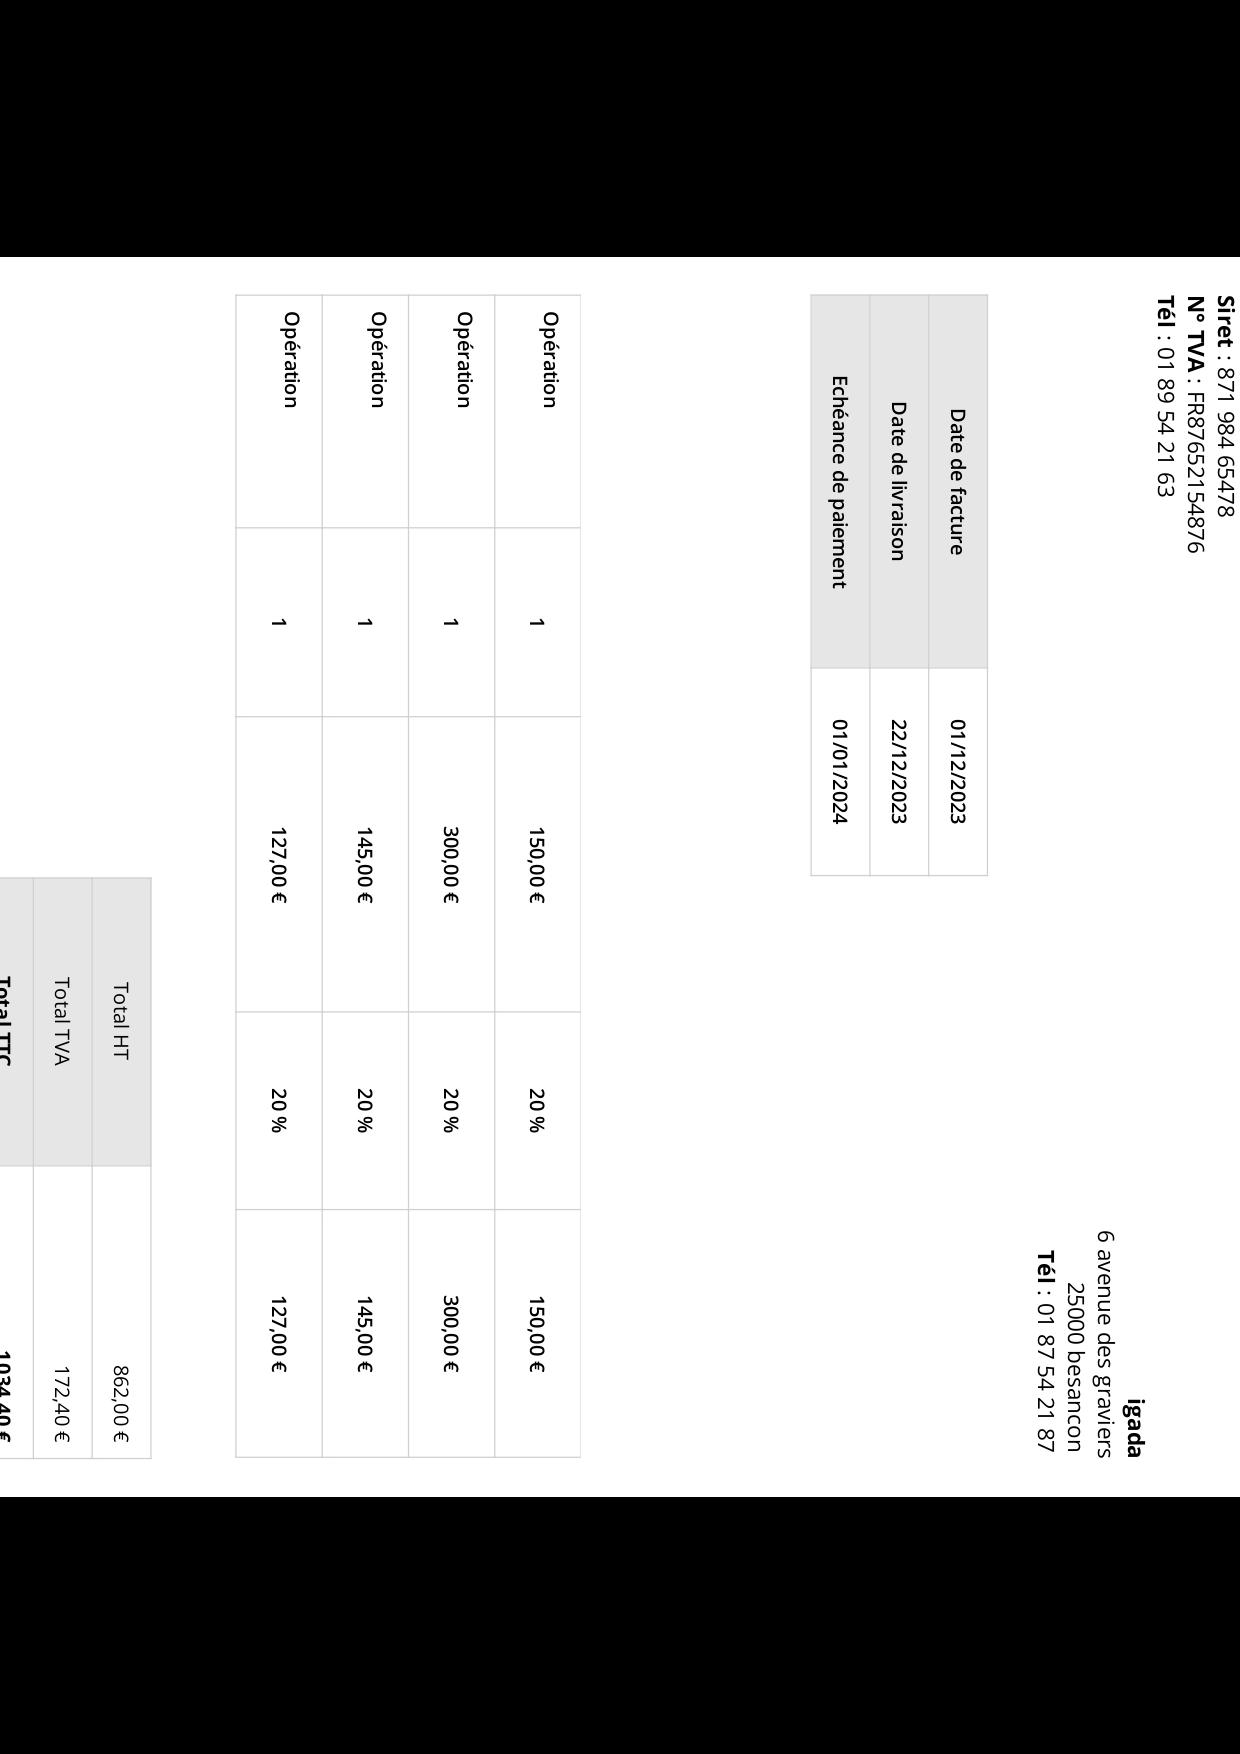 Siret : 871 984 65478
N° TVA : FR87652154876
Tél : 01 89 54 21 63
igada
6 avenue des graviers
25000 besancon
Tél : 01 87 54 21 87
Date de facture 01/12/2023
Date de livraison 22/12/2023
Echéance de paiement 01/01/2024
Opération 1 150,00 € 20 % 150,00 €
Opération 1 300,00 € 20 % 300,00 €
Opération 1 145,00 € 20 % 145,00 €
Opération 1 127,00 € 20 % 127,00 €
Total HT 862,00 €
Total TVA 172,40 €
Total TTC 1034,40 €